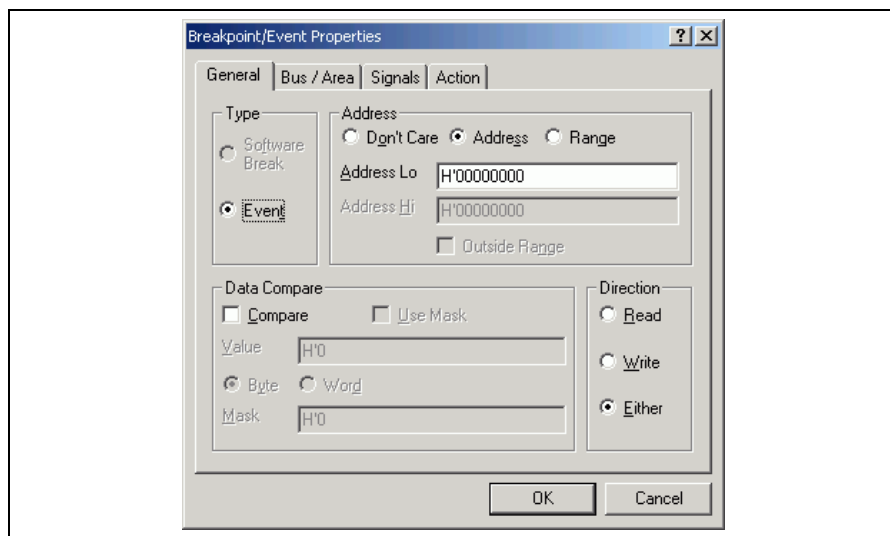 Breakpoint/Event Properties
General Bus / Area Signals Action
Type
Software
Break
Event
Address
Don't Care Address Range
Address Lo H'00000000
Address Hi H'00000000
Outside Range
Data Compare
Compare Use Mask
Value H'0
Byte Word
Mask H'0
Direction
Read
Write
Either
OK Cancel